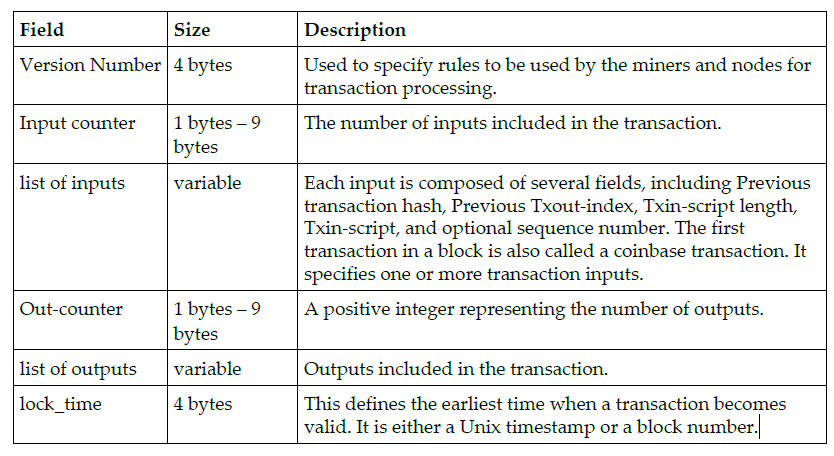 Field Size Description
Version Number 4 bytes Used to specify rules to be used by the miners and nodes for
transaction processing.
Input counter 1 bytes – 9 The number of inputs included in the transaction.
bytes
list of inputs variable Each input is composed of several fields, including Previous
transaction hash, Previous Txout-index, Txin-script length,
Txin-script, and optional sequence number. The first
transaction in a block is also called a coinbase transaction. It
specifies one or more transaction inputs.
Out-counter 1 bytes – 9 A positive integer representing the number of outputs.
bytes
list of outputs variable Outputs included in the transaction.
lock_time 4 bytes This defines the earliest time when a transaction becomes
valid. It is either a Unix timestamp or a block number.